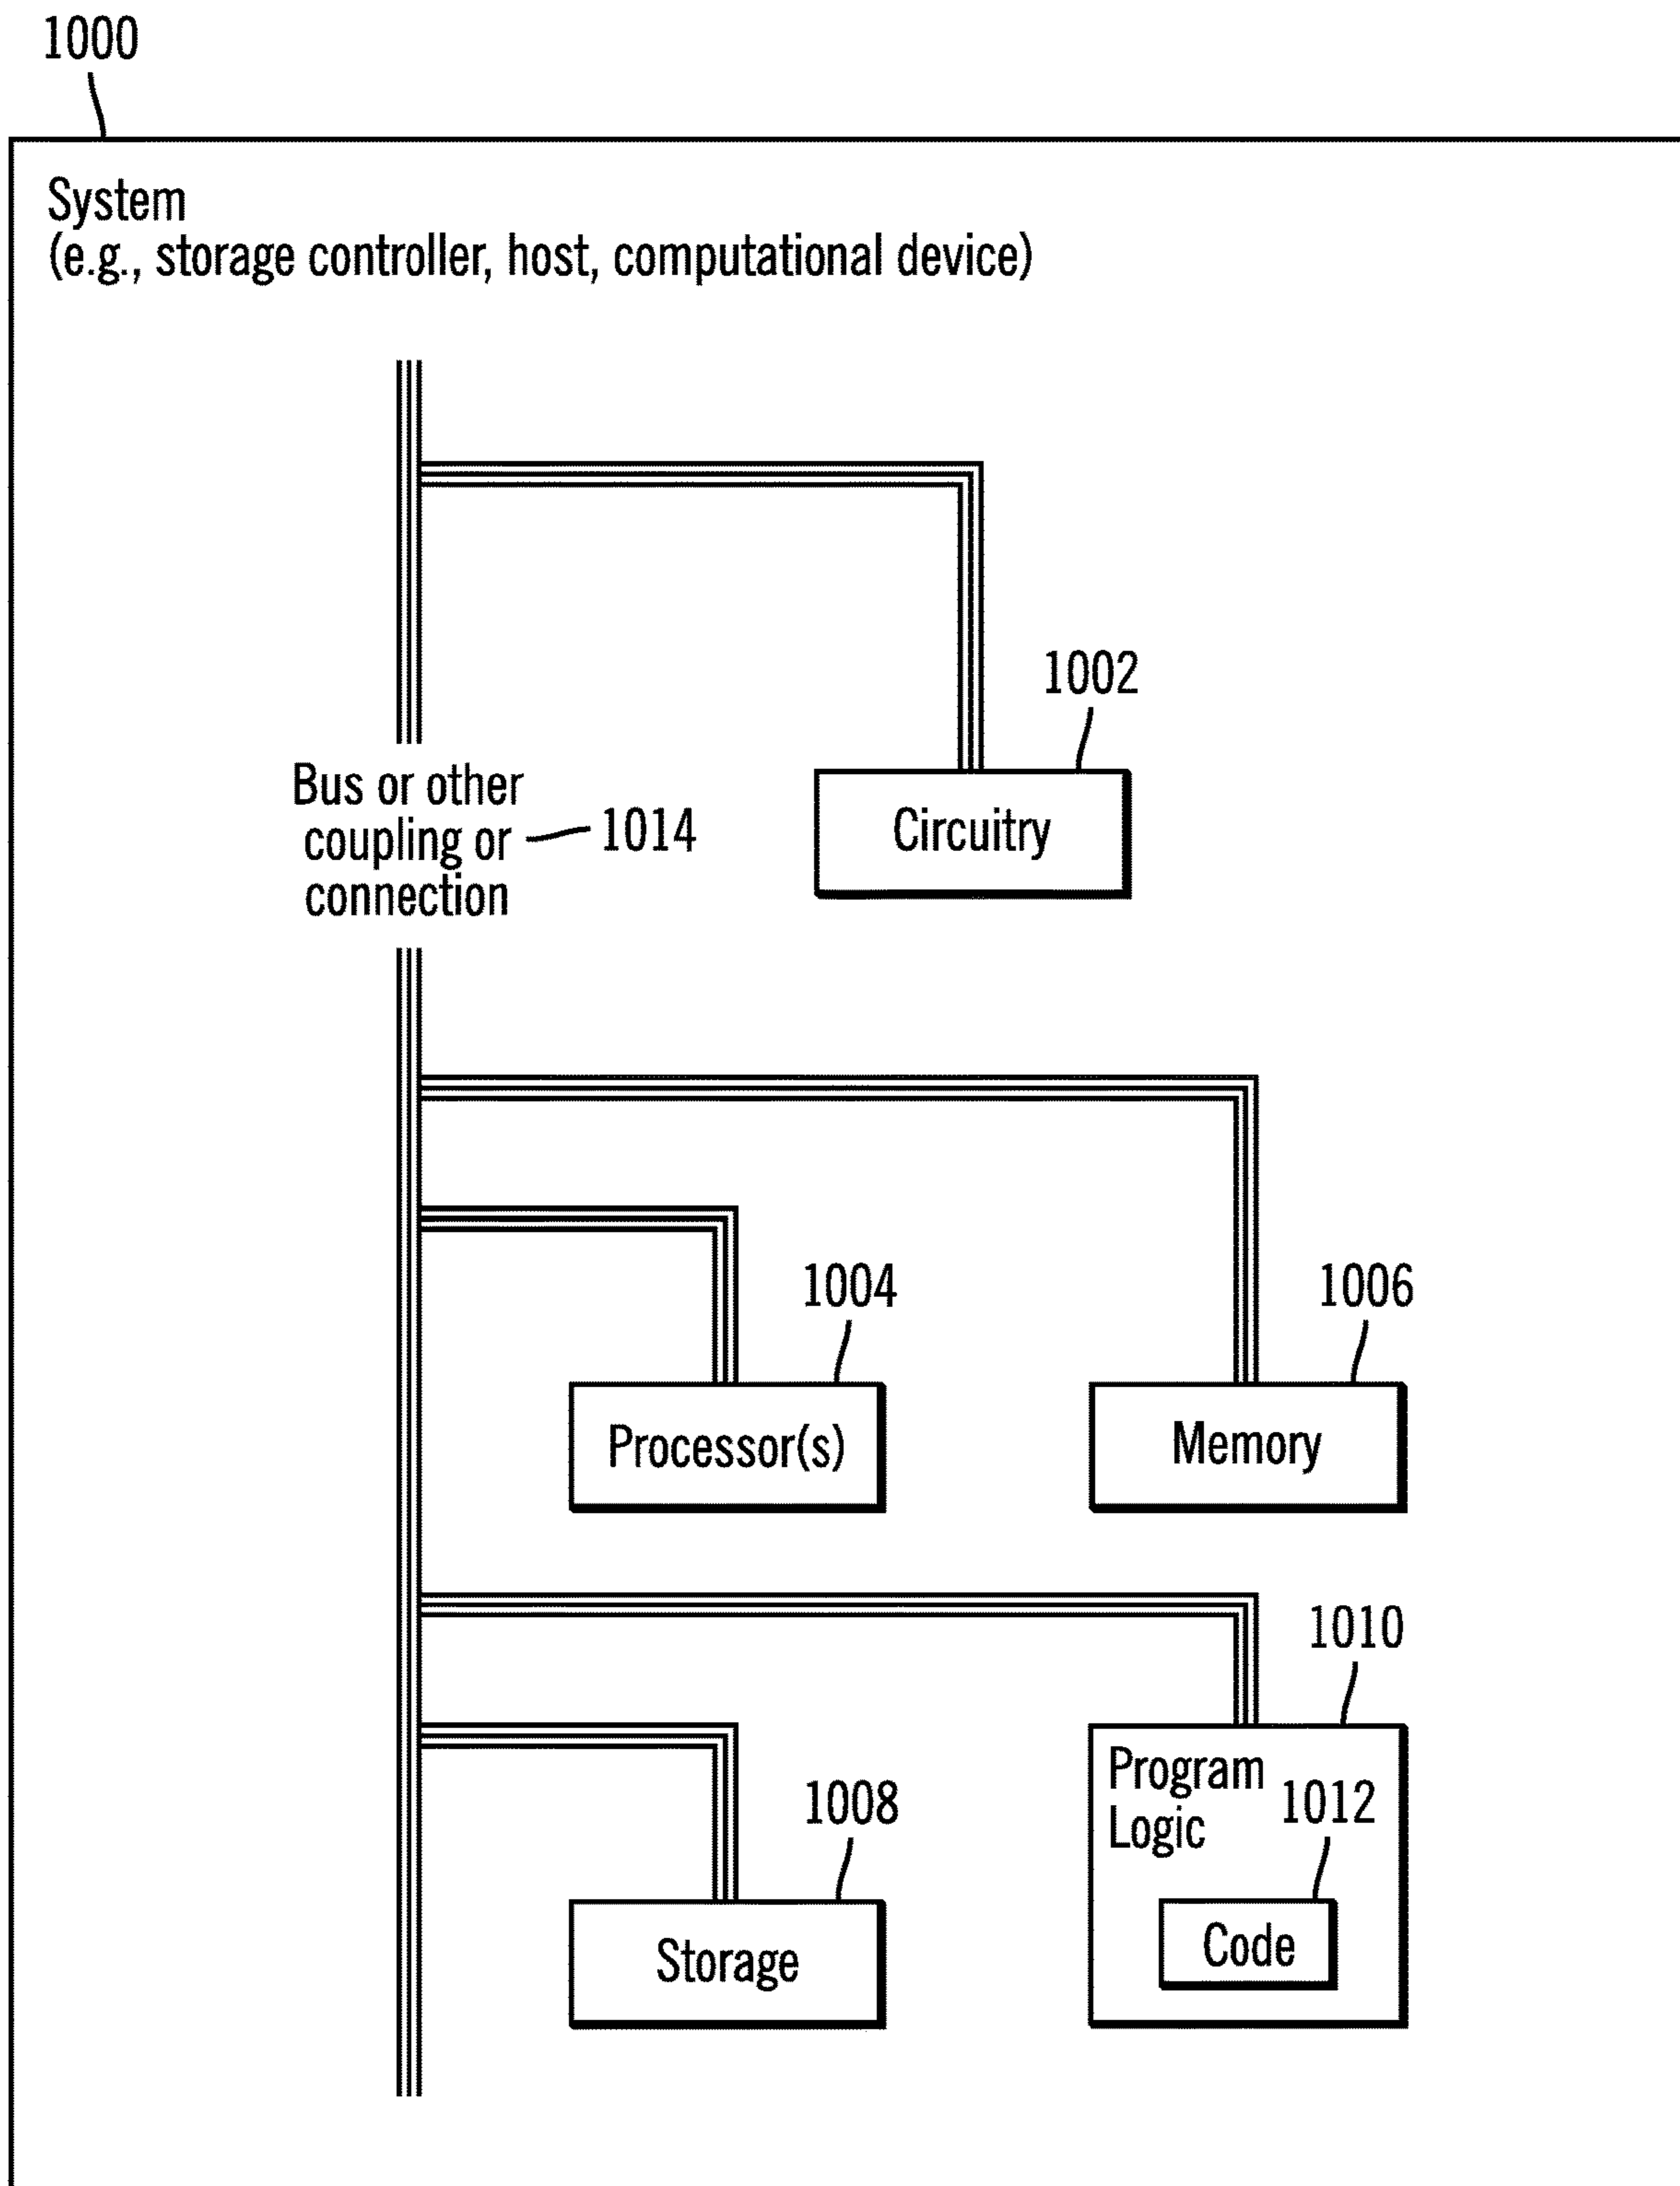 1000
System
(e.g., storage controller, host, computational device)
1002
Bus or other
coupling or
connection
1014
Circuitry
1004
1006
Processor(s)
Memory
1010
Program
Logic
1012
1008
Storage
Code